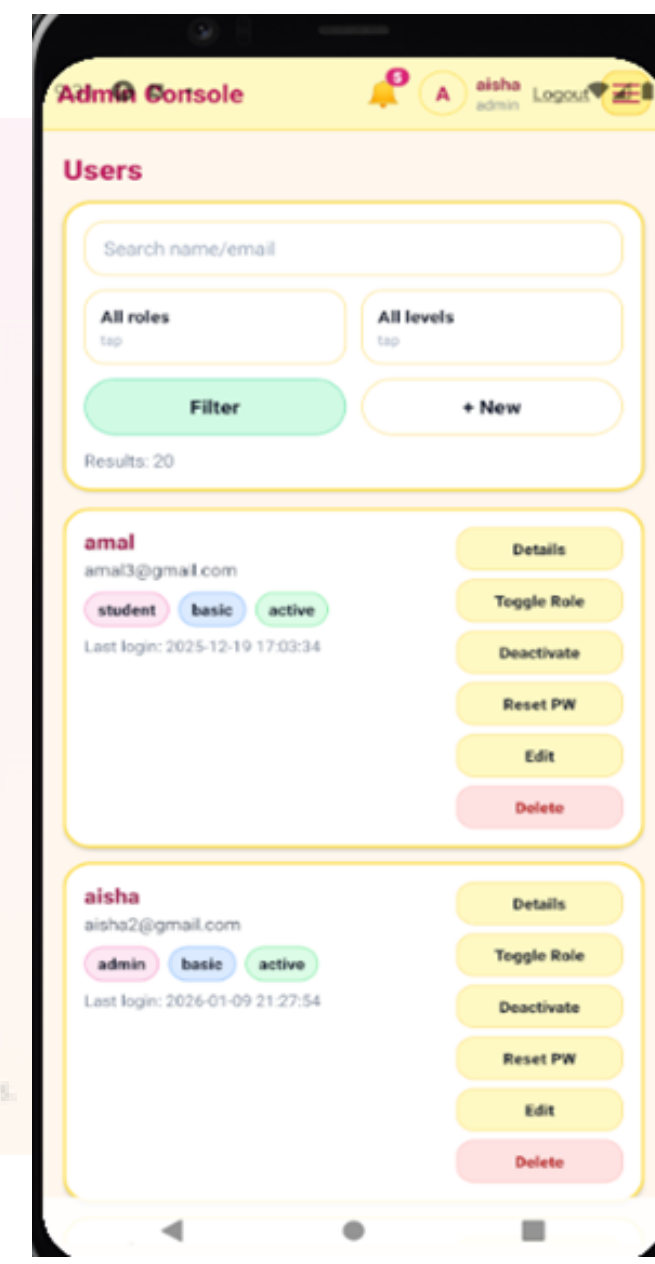 Admin Console
5
A
aisha
admin
Logout
Users
Search name/email
All roles
tap
All levels
tap
Filter
+ New
Results: 20
amal
amal3@gmail.com
student
basic
active
Last login: 2025-12-19 17:03:34
Details
Toggle Role
Deactivate
Reset PW
Edit
Delete
aisha
aisha2@gmail.com
admin
basic
active
Last login: 2026-01-09 21:27:54
Details
Toggle Role
Deactivate
Reset PW
Edit
Delete